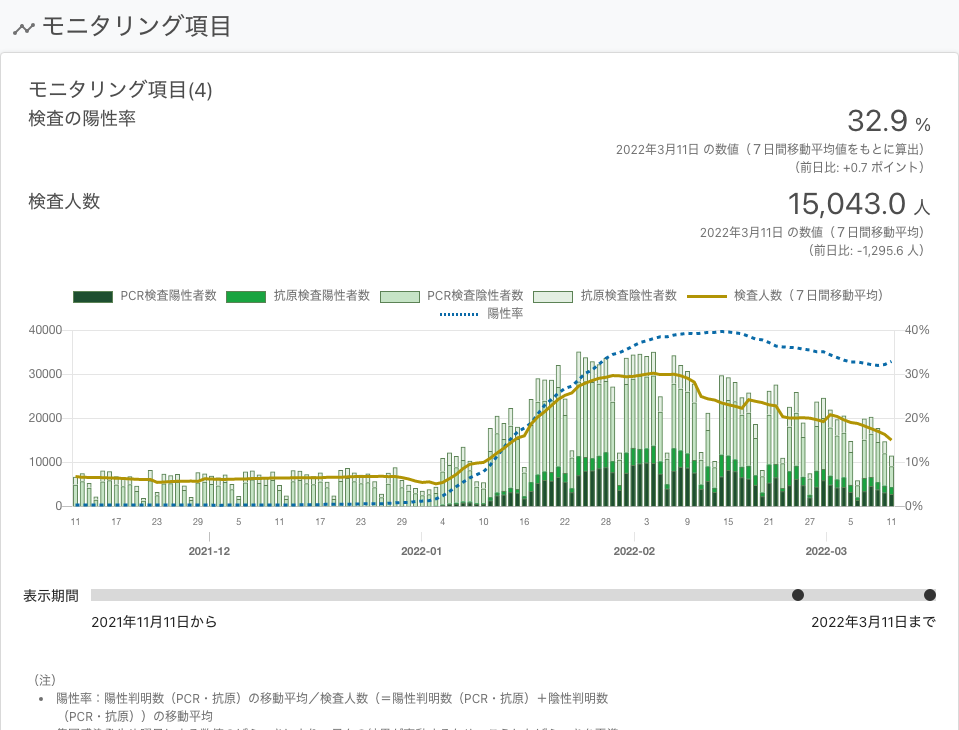 モニタリング項目
モニタリング項目(4)
検査の陽性率
32.9 %
2022年3月11日 の数値（７日間移動平均値をもとに算出）
（前日比: +0.7 ポイント）
検査人数
15,043.0 人
2022年3月11日 の数値（７日間移動平均）
（前日比: -1,295.6 人）
PCR検査陽性者数 抗原検査陽性者数 PCR検査陰性者数 抗原検査陰性者数 検査人数（７日間移動平均）
陽性率
40000 40%
30000 30%
20000 20%
10000 10%
0 0%
11 17 23 29 5 11 17 23 29 4 10 16 22 28 3 9 15 21 27 5 11
2021-12 2022-01 2022-02 2022-03
表示期間
2021年11月11日から 2022年3月11日まで
（注）
• 陽性率：陽性判明数（PCR・抗原）の移動平均／検査人数（＝陽性判明数（PCR・抗原）＋陰性判明数
（PCR・抗原））の移動平均